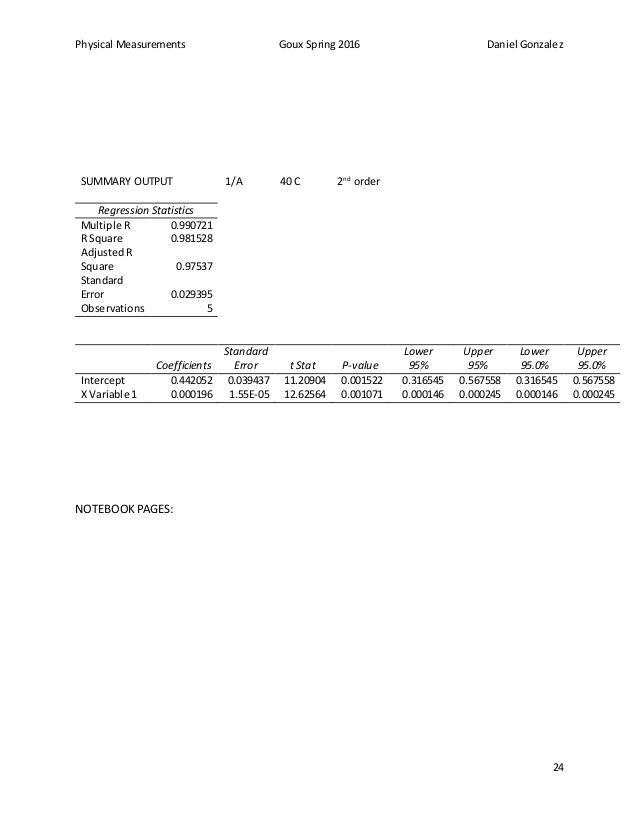 Physical Measurements Goux Spring 2016 Daniel Gonzalez
SUMMARY OUTPUT 1/A 40 C 2nd order
Regression Statistics
Multiple R 0.990721
R Square 0.981528
Adjusted R
Square 0.97537
Standard
Error 0.029395
Observations 5
Standard Lower Upper Lower Upper
Coefficients Error t Stat P-value 95% 95% 95.0% 95.0%
Intercept 0.442052 0.039437 11.20904 0.001522 0.316545 0.567558 0.316545 0.567558
X Variable 1 0.000196 1.55E-05 12.62564 0.001071 0.000146 0.000245 0.000146 0.000245
NOTEBOOK PAGES:
24